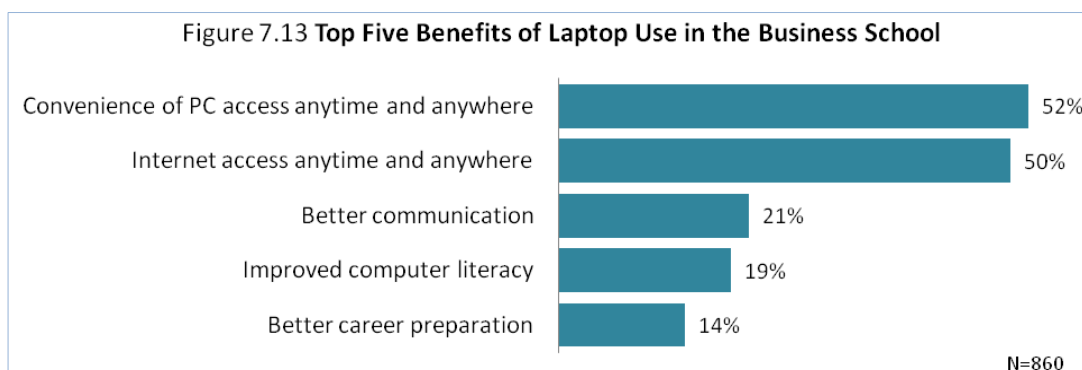 Figure 7.13 Top Five Benefits of Laptop Use in the Business School
Convenience of PC access anytime and anywhere 52%
Internet access anytime and anywhere 50%
Better communication 21%
Improved computer literacy 19%
Better career preparation 14%
N=860